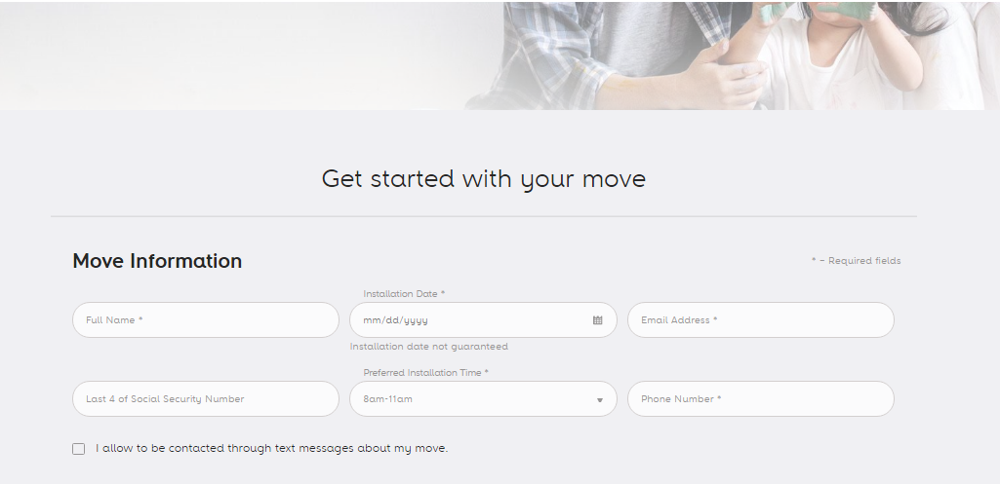 Get started with your move
Move Information
* - Required fields
Installation Date *
Full Name *
mm/dd/yyyy
Email Address *
Installation date not guaranteed
Preferred Installation Time *
Last 4 of Social Security Number
8am-11am
Phone Number *
I allow to be contacted through text messages about my move.